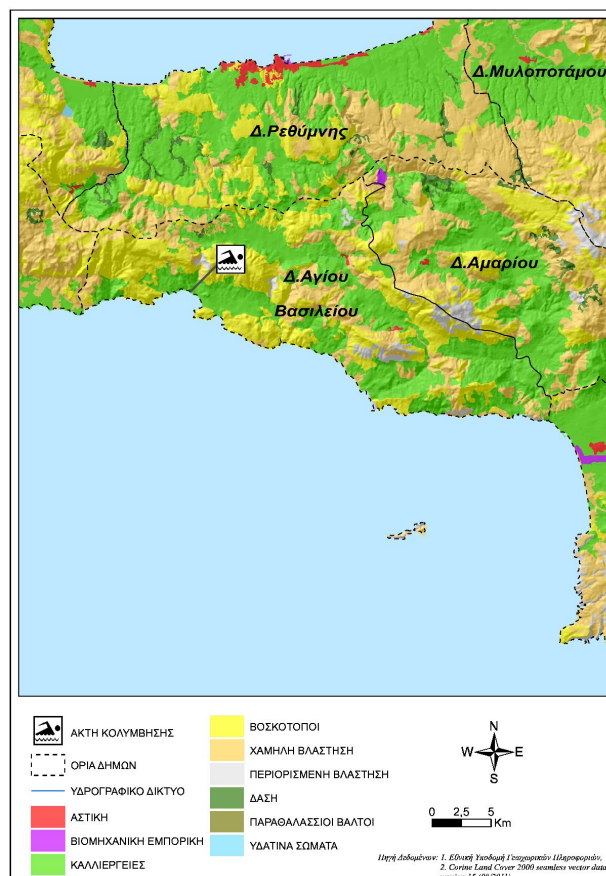 Δ.Μυλοποτάμου
Δ.Ρεθύμνης
Δ.Αγίου
Δ.Αμαρίου
Βασιλείου
ΑΚΤΗ ΚΟΛΥΜΒΗΣΗΣ
ΟΡΙΑ ΔΗΜΩΝ
ΥΔΡΟΓΡΑΦΙΚΟ ΔΙΚΤΥΟ
ΑΣΤΙΚΗ
ΒΙΟΜΗΧΑΝΙΚΗ ΕΜΠΟΡΙΚΗ
ΚΑΛΛΙΕΡΓΕΙΕΣ
ΒΟΣΚΟΤΟΠΟΙ
ΧΑΜΗΛΗ ΒΛΑΣΤΗΣΗ
ΠΕΡΙΟΡΙΣΜΕΝΗ ΒΛΑΣΤΗΣΗ
ΔΑΣΗ
ΠΑΡΑΘΑΛΑΣΣΙΟΙ ΒΑΛΤΟΙ
ΥΔΑΤΙΝΑ ΣΩΜΑΤΑ
N
W E
S
0 2,5 5
Km
Πηγή Δεδομένων: 1. Εθνική Υποδομή Γεωχωρικών Πληροφοριών,
2. Corine Land Cover 2000 seamless vector data